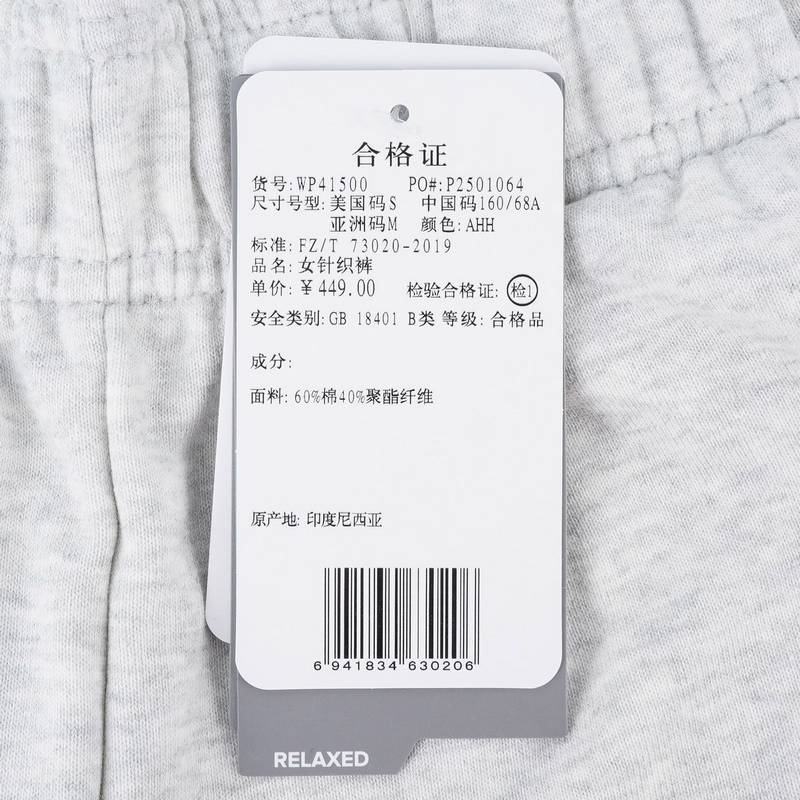 合格证
货号:WP41500 PO#:P2501064
尺寸号型:美国码S 中国码160/68A
亚洲码M 颜色:AHH
标准:FZ/T 73020-2019
品名:女针织裤
单价:¥449.00 检验合格证:检1
安全类别:GB 18401 B类 等级:合格品
成分:
面料:60%棉40%聚酯纤维
原产地:印度尼西亚
6 941834 630206
RELAXED